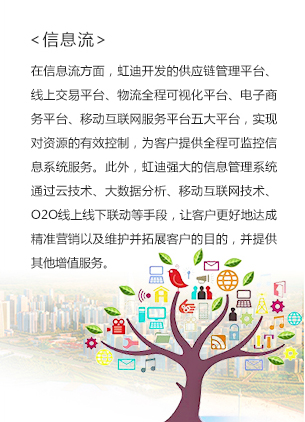 <信息流>
在信息流方面，虹迪开发的供应链管理平台、
线上交易平台、物流全程可视化平台、电子商
务平台、移动互联网服务平台五大平台，实现
对资源的有效控制，为客户提供全程可监控信
息系统服务。此外，虹迪强大的信息管理系统
通过云技术、大数据分析、移动互联网技术、
O2O线上线下联动等手段，让客户更好地达成
精准营销以及维护并拓展客户的目的，并提供
其他增值服务。